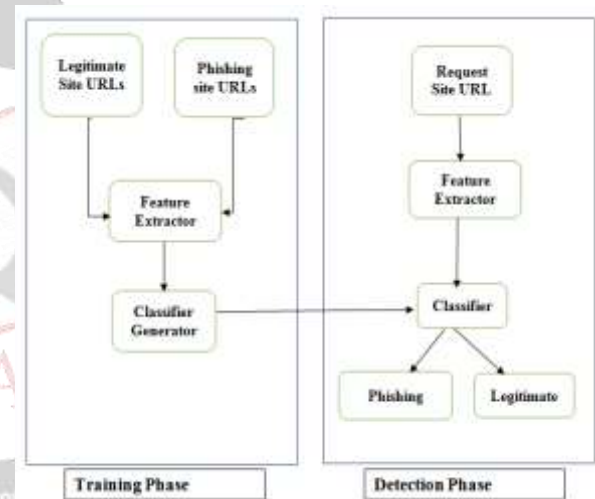 Legitimate
Site URLs
Phishing
site URLs
Feature
Extractor
Classifier
Generator
Training Phase
Request
Site URL
Feature
Extractor
Classifier
Phishing
Legitimate
Detection Phase